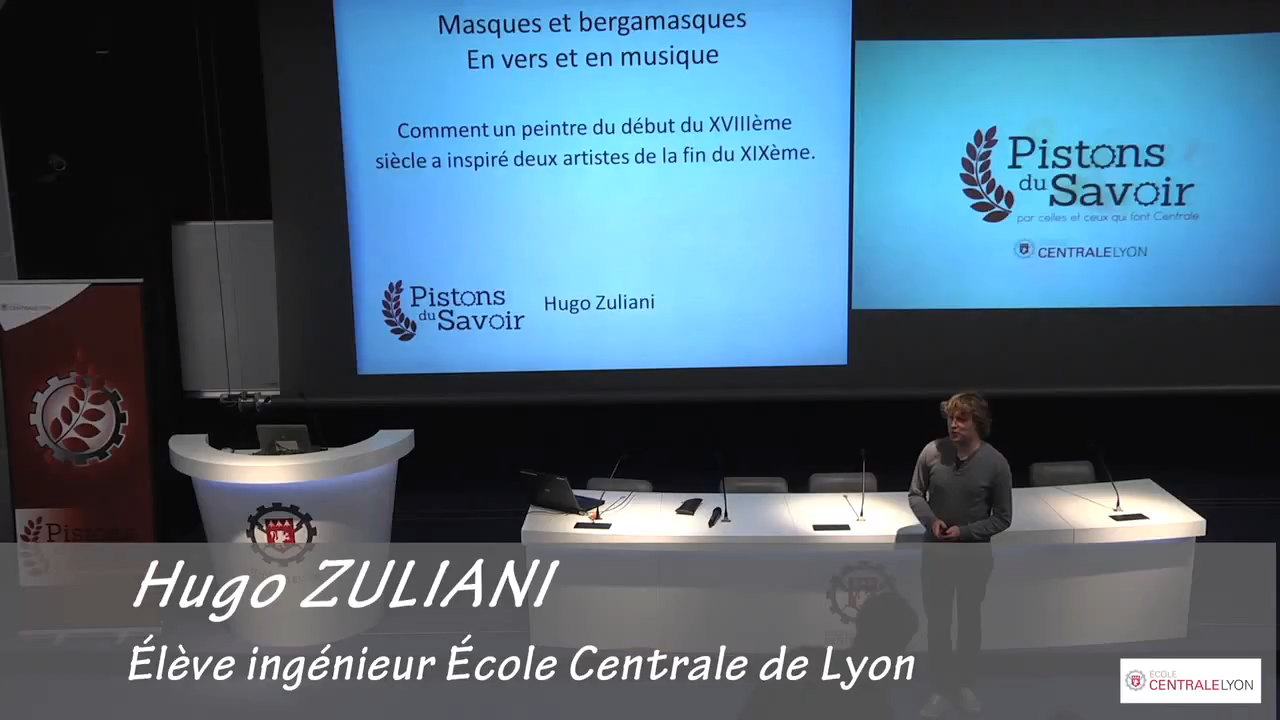 Masques et bergamasques
En vers et en musique
Comment un peintre du début du XVIIIème
siècle a inspiré deux artistes de la fin du XIXème.
Pistons
du Savoir
Hugo Zuliani
Pistons
du Savoir
par celles et ceux qui font Centrale
CENTRALELYON
Pistons
Hugo ZULIANI
Élève ingénieur École Centrale de Lyon
ÉCOLE
CENTRALELYON